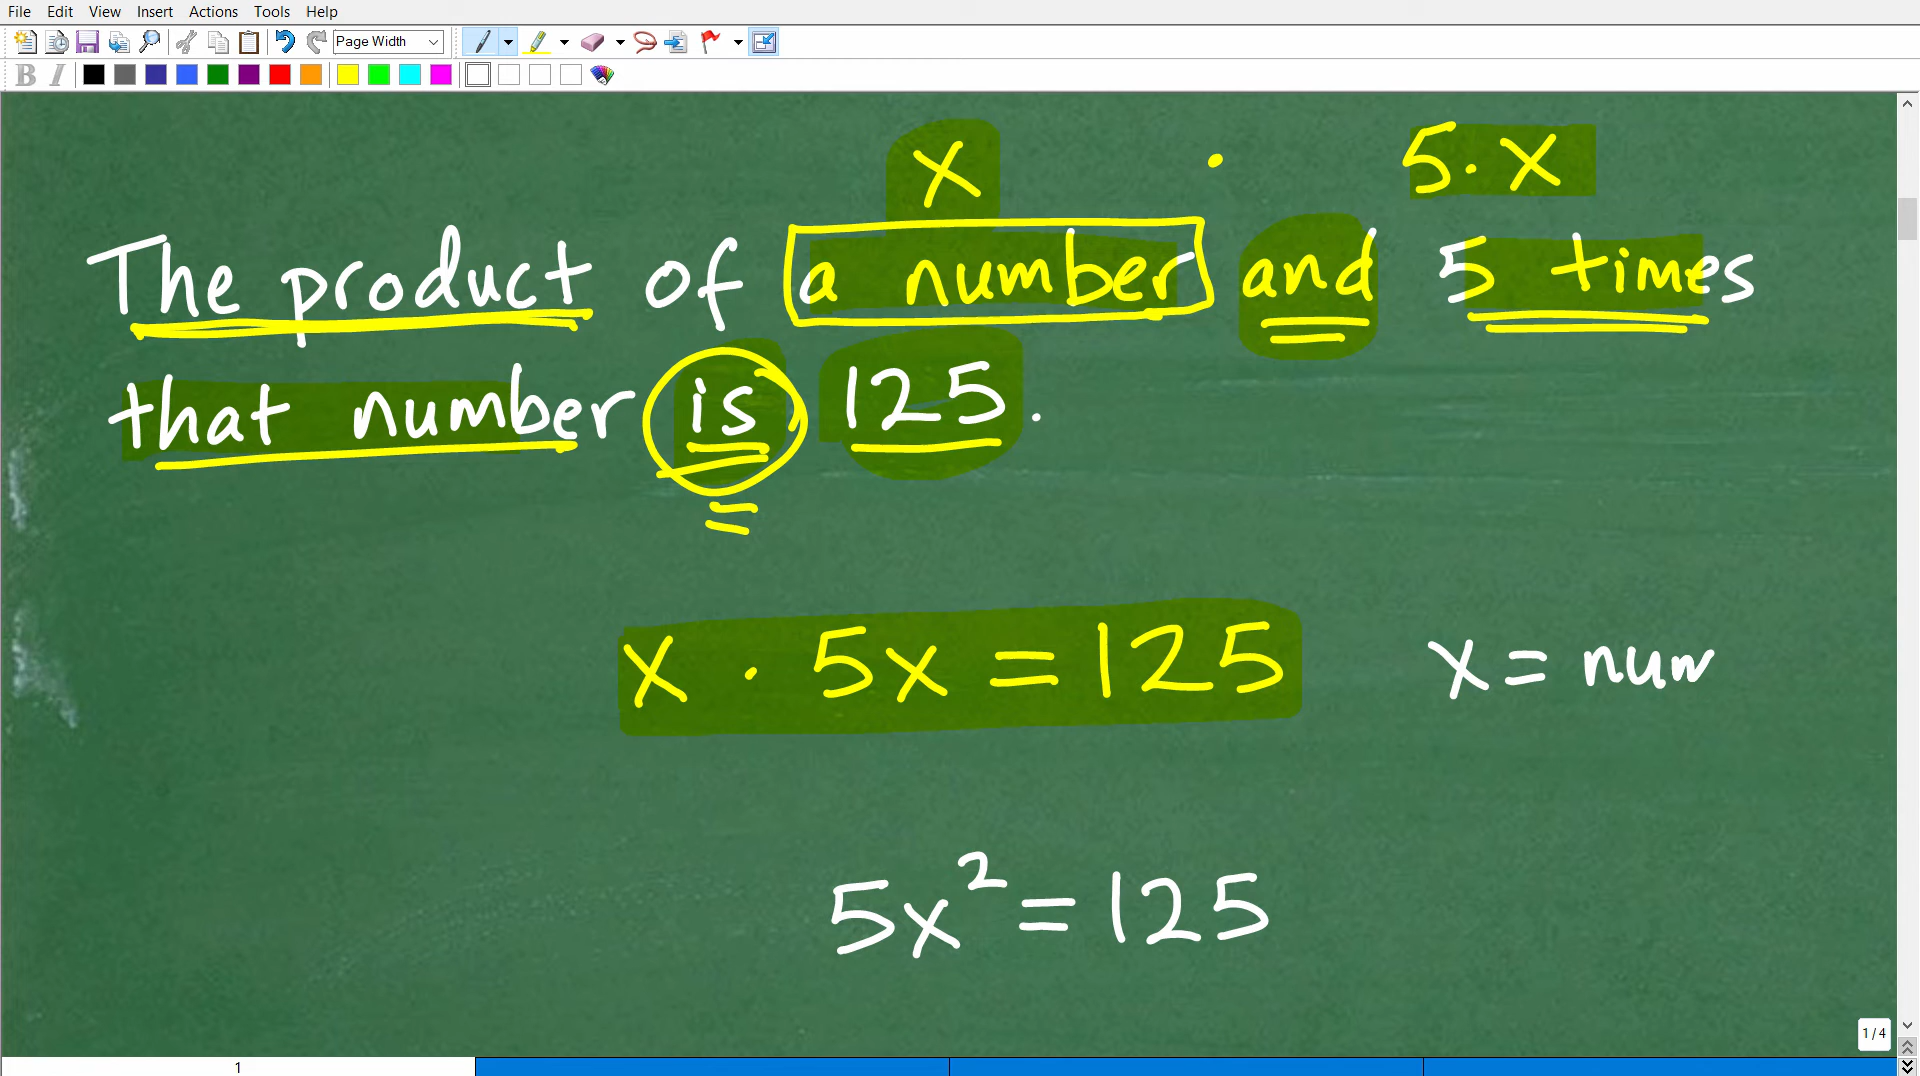 File Edit View Insert Actions Tools Help
Page Width
B I
x · 5·x
The product of a number and 5 times
that number is 125.
x · 5x = 125 x = num
5x² = 125
1 / 4
1